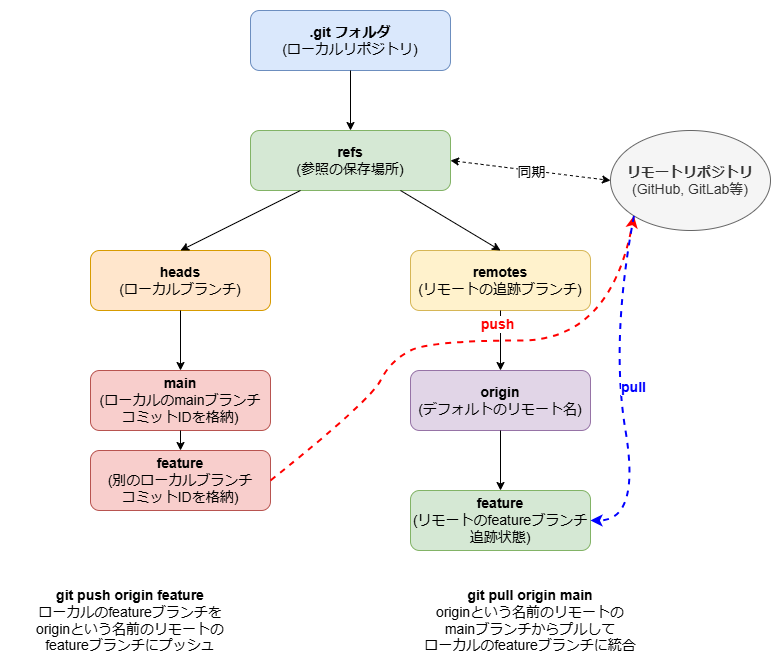 .git フォルダ
(ローカルリポジトリ)
refs
(参照の保存場所)
同期
リモートリポジトリ
(GitHub, GitLab等)
heads
(ローカルブランチ)
remotes
(リモートの追跡ブランチ)
push
main
(ローカルのmainブランチ
コミットIDを格納)
origin
(デフォルトのリモート名)
pull
feature
(別のローカルブランチ
コミットIDを格納)
feature
(リモートのfeatureブランチ
追跡状態)
git push origin feature
ローカルのfeatureブランチを
originという名前のリモートの
featureブランチにプッシュ
git pull origin main
originという名前のリモートの
mainブランチからプルして
ローカルのfeatureブランチに統合